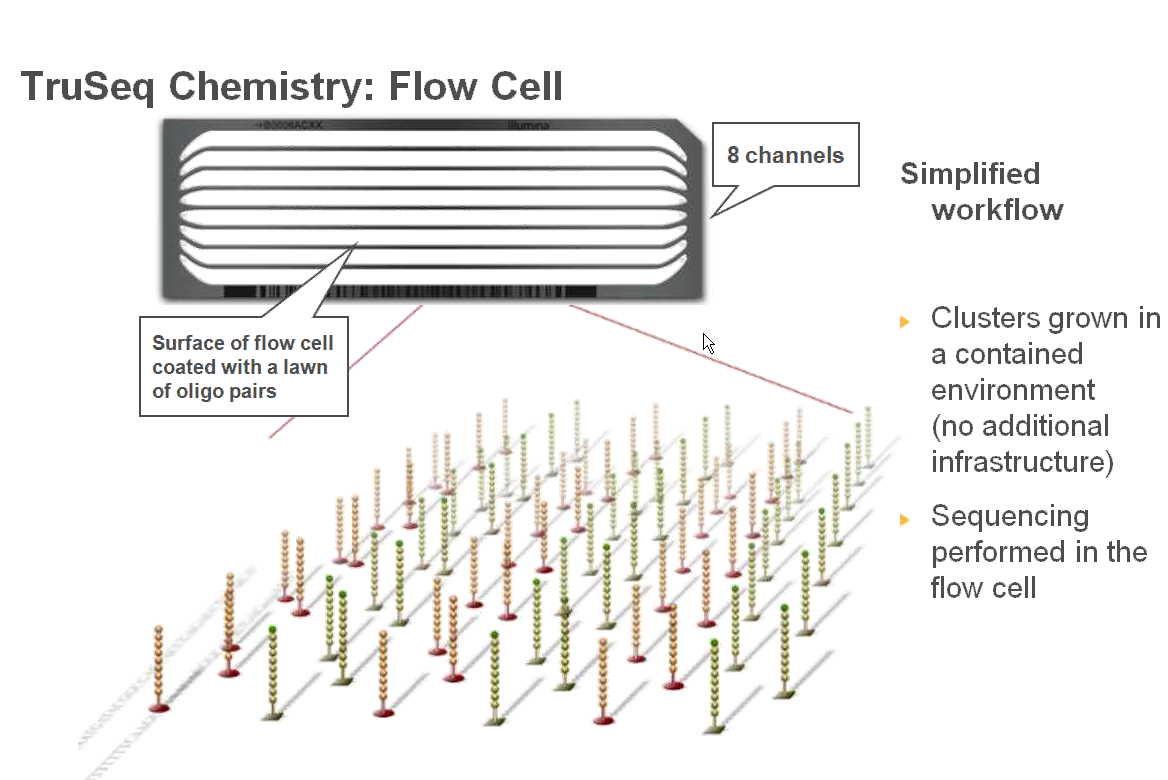 TruSeq Chemistry: Flow Cell
illumina
8 channels
Simplified
workflow
Surface of flow cell
coated with a lawn
of oligo pairs
Clusters grown in
a contained
environment
(no additional
infrastructure)
Sequencing
performed in the
flow cell